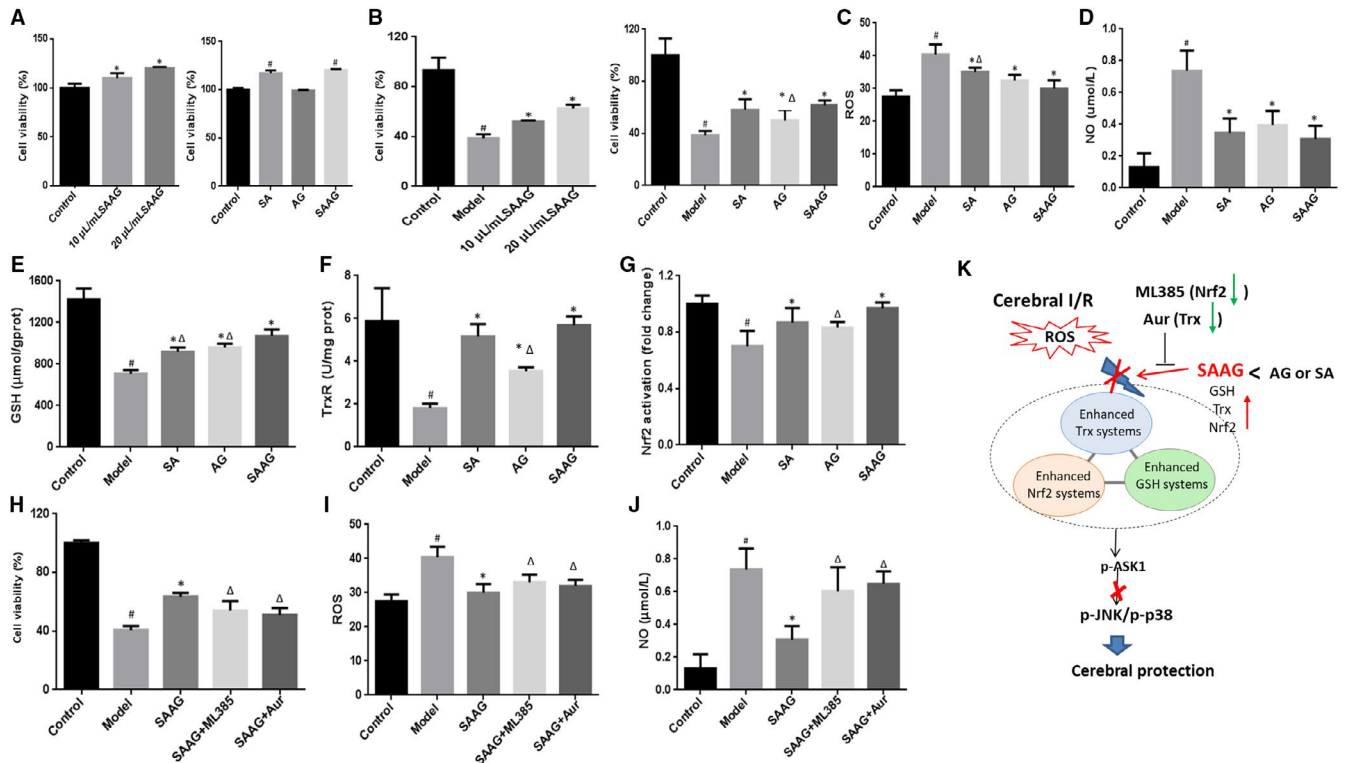 A
Cell viability (%)
150
100
50
0
Control
10 µL/mLSAAG
20 µL/mLSAAG
#
*
*
Cell viability (%)
150
100
50
0
#
#
Control
SA
AG
SAAG
B
Cell viability (%)
120
80
40
0
#
*
*
Control
Model
10 µL/mLSAAG
20 µL/mLSAAG
Cell viability (%)
120
80
40
0
#
*
* Δ
*
Control
Model
SA
AG
SAAG
C
ROS
50
40
30
20
10
0
#
*Δ
*
*
Control
Model
SA
AG
SAAG
D
NO (umol/L)
1.0
0.8
0.6
0.4
0.2
0.0
#
*
*
*
Control
Model
SA
AG
SAAG
E
GSH (µmol/gprot)
1600
1200
800
400
0
#
*Δ
*Δ
*
Control
Model
SA
AG
SAAG
F
TrxR (U/mg prot)
8
6
4
2
0
#
*
* Δ
*
Control
Model
SA
AG
SAAG
G
Nrf2 activation (fold change)
1.2
0.8
0.4
0.0
#
*
Δ
*
Control
Model
SA
AG
SAAG
H
Cell viability (%)
120
80
40
0
#
*
Δ
Δ
Control
Model
SAAG
SAAG+ML385
SAAG+Aur
I
ROS
50
40
30
20
10
0
#
*
Δ
Δ
Control
Model
SAAG
SAAG+ML385
SAAG+Aur
J
NO (µmol/L)
1.0
0.8
0.6
0.4
0.2
0.0
#
*
Δ
Δ
Control
Model
SAAG
SAAG+ML385
SAAG+Aur
K
Cerebral I/R
ROS
ML385 (Nrf2 )
Aur (Trx )
SAAG < AG or SA
GSH
Trx
Nrf2
Enhanced
Trx systems
Enhanced
Nrf2 systems
Enhanced
GSH systems
p-ASK1
p-JNK/p-p38
Cerebral protection